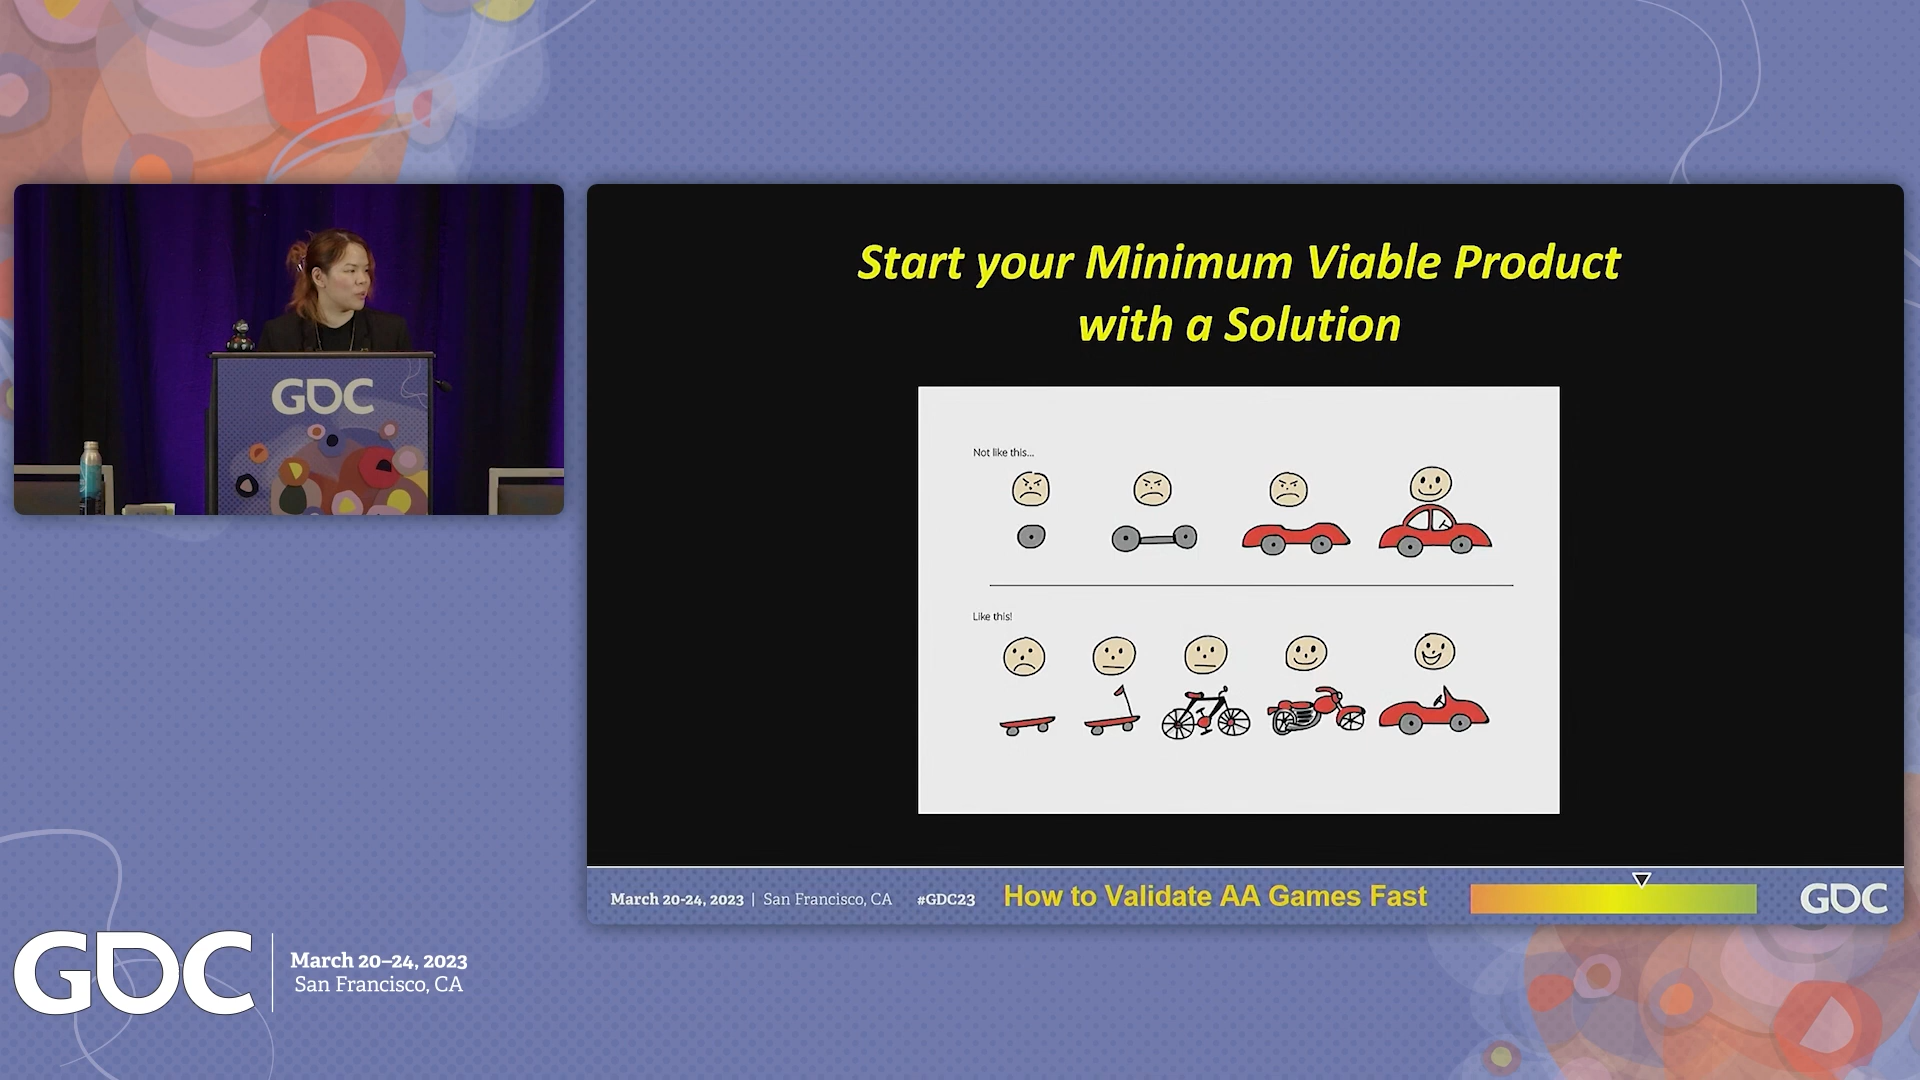 GDC
Start your Minimum Viable Product
with a Solution
Not like this...
Like this!
March 20-24, 2023 | San Francisco, CA #GDC23 How to Validate AA Games Fast GDC
GDC
March 20–24, 2023
San Francisco, CA